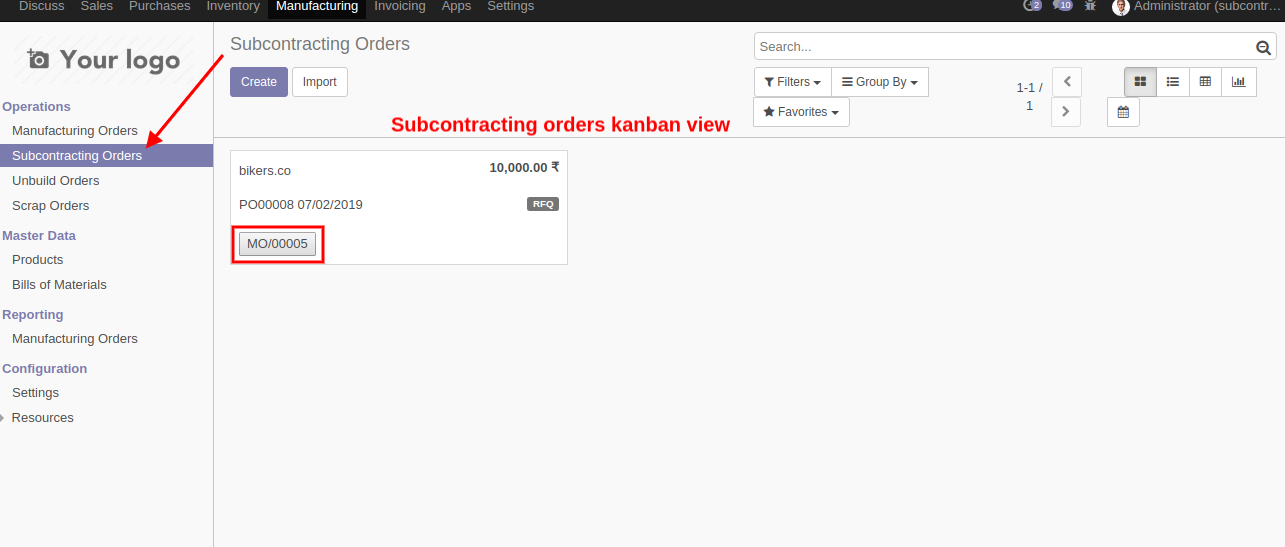 Discuss Sales Purchases Inventory Manufacturing Invoicing Apps Settings 2 10 Administrator (subcontr…
Your logo
Subcontracting Orders
Search...
Create Import
Filters Group By
Favorites
1-1 /
1
Subcontracting orders kanban view
Operations
Manufacturing Orders
Subcontracting Orders
Unbuild Orders
Scrap Orders
Master Data
Products
Bills of Materials
Reporting
Manufacturing Orders
Configuration
Settings
Resources
bikers.co 10,000.00 ₹
PO00008 07/02/2019 RFQ
MO/00005